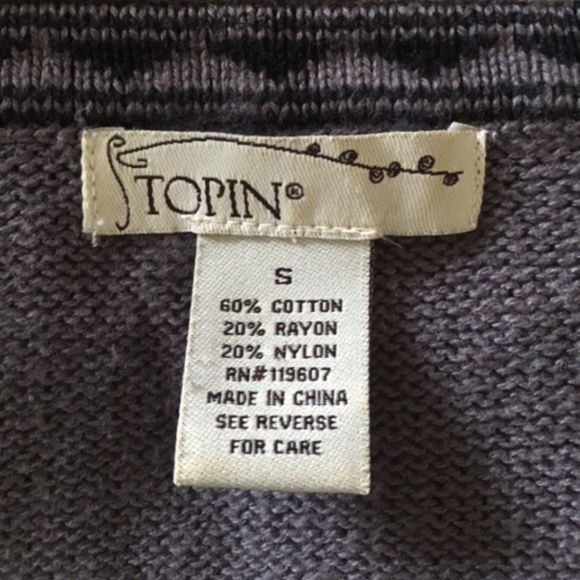 TOPIN®
S
60% COTTON
20% RAYON
20% NYLON
RN#119607
MADE IN CHINA
SEE REVERSE
FOR CARE